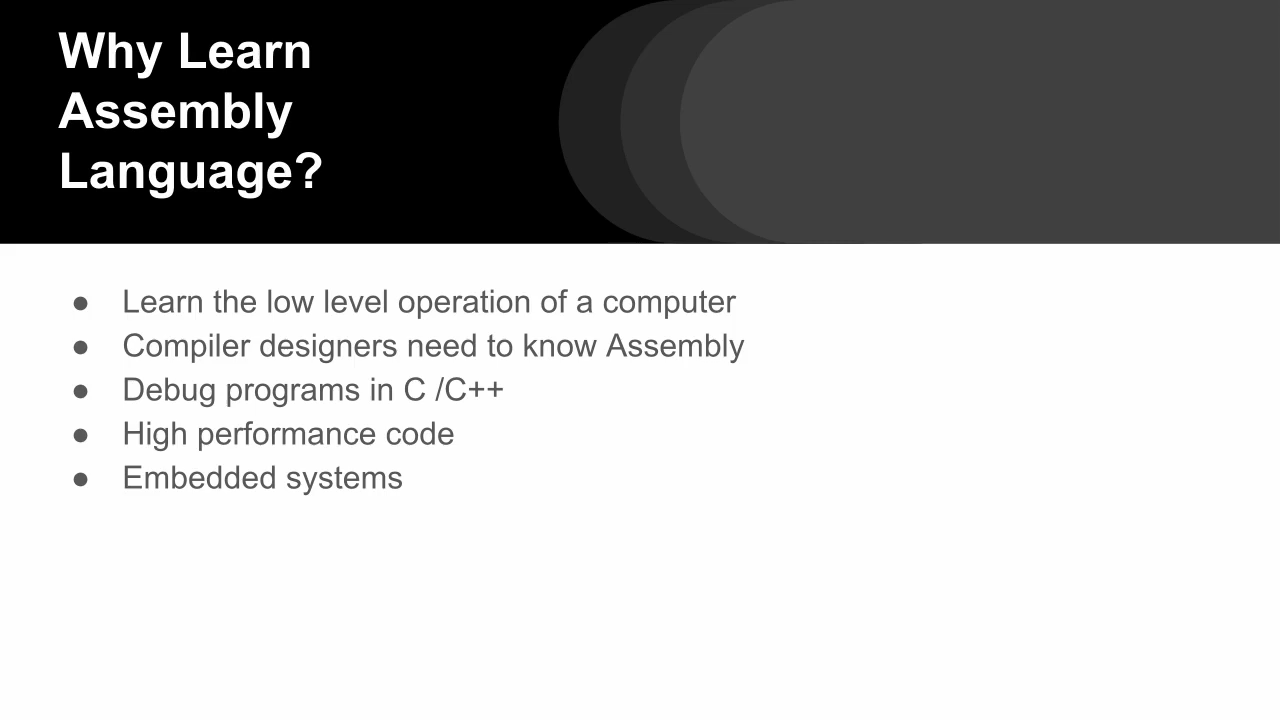 Why Learn
Assembly
Language?
● Learn the low level operation of a computer
● Compiler designers need to know Assembly
● Debug programs in C /C++
● High performance code
● Embedded systems